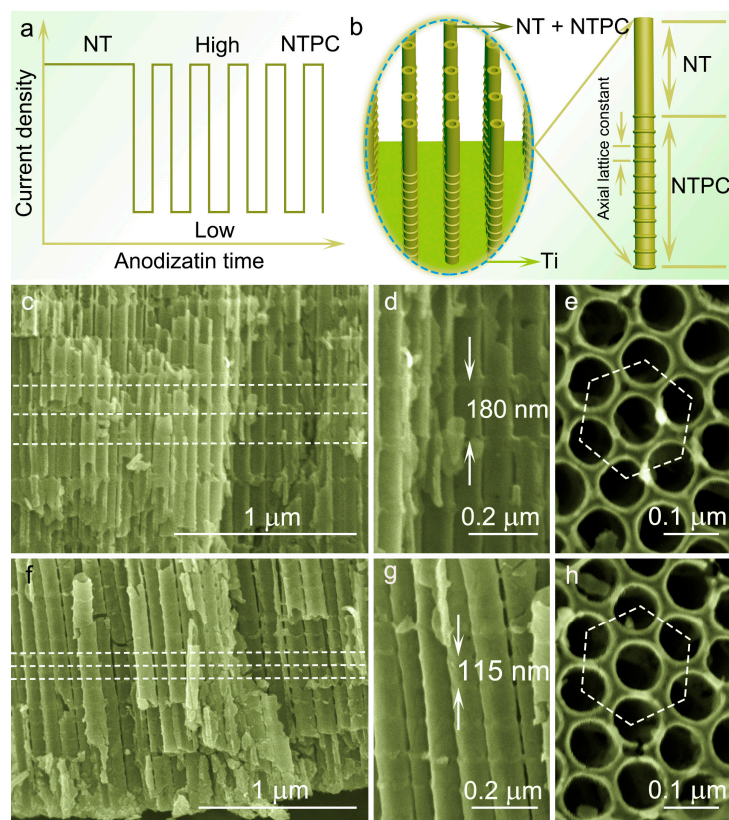 a
NT
High
NTPC
Current density
Low
Anodizatin time
b
NT + NTPC
NT
Axial lattice constant
NTPC
Ti
c
1 μm
d
180 nm
0.2 μm
e
0.1 μm
f
1 μm
g
115 nm
0.2 μm
h
0.1 μm